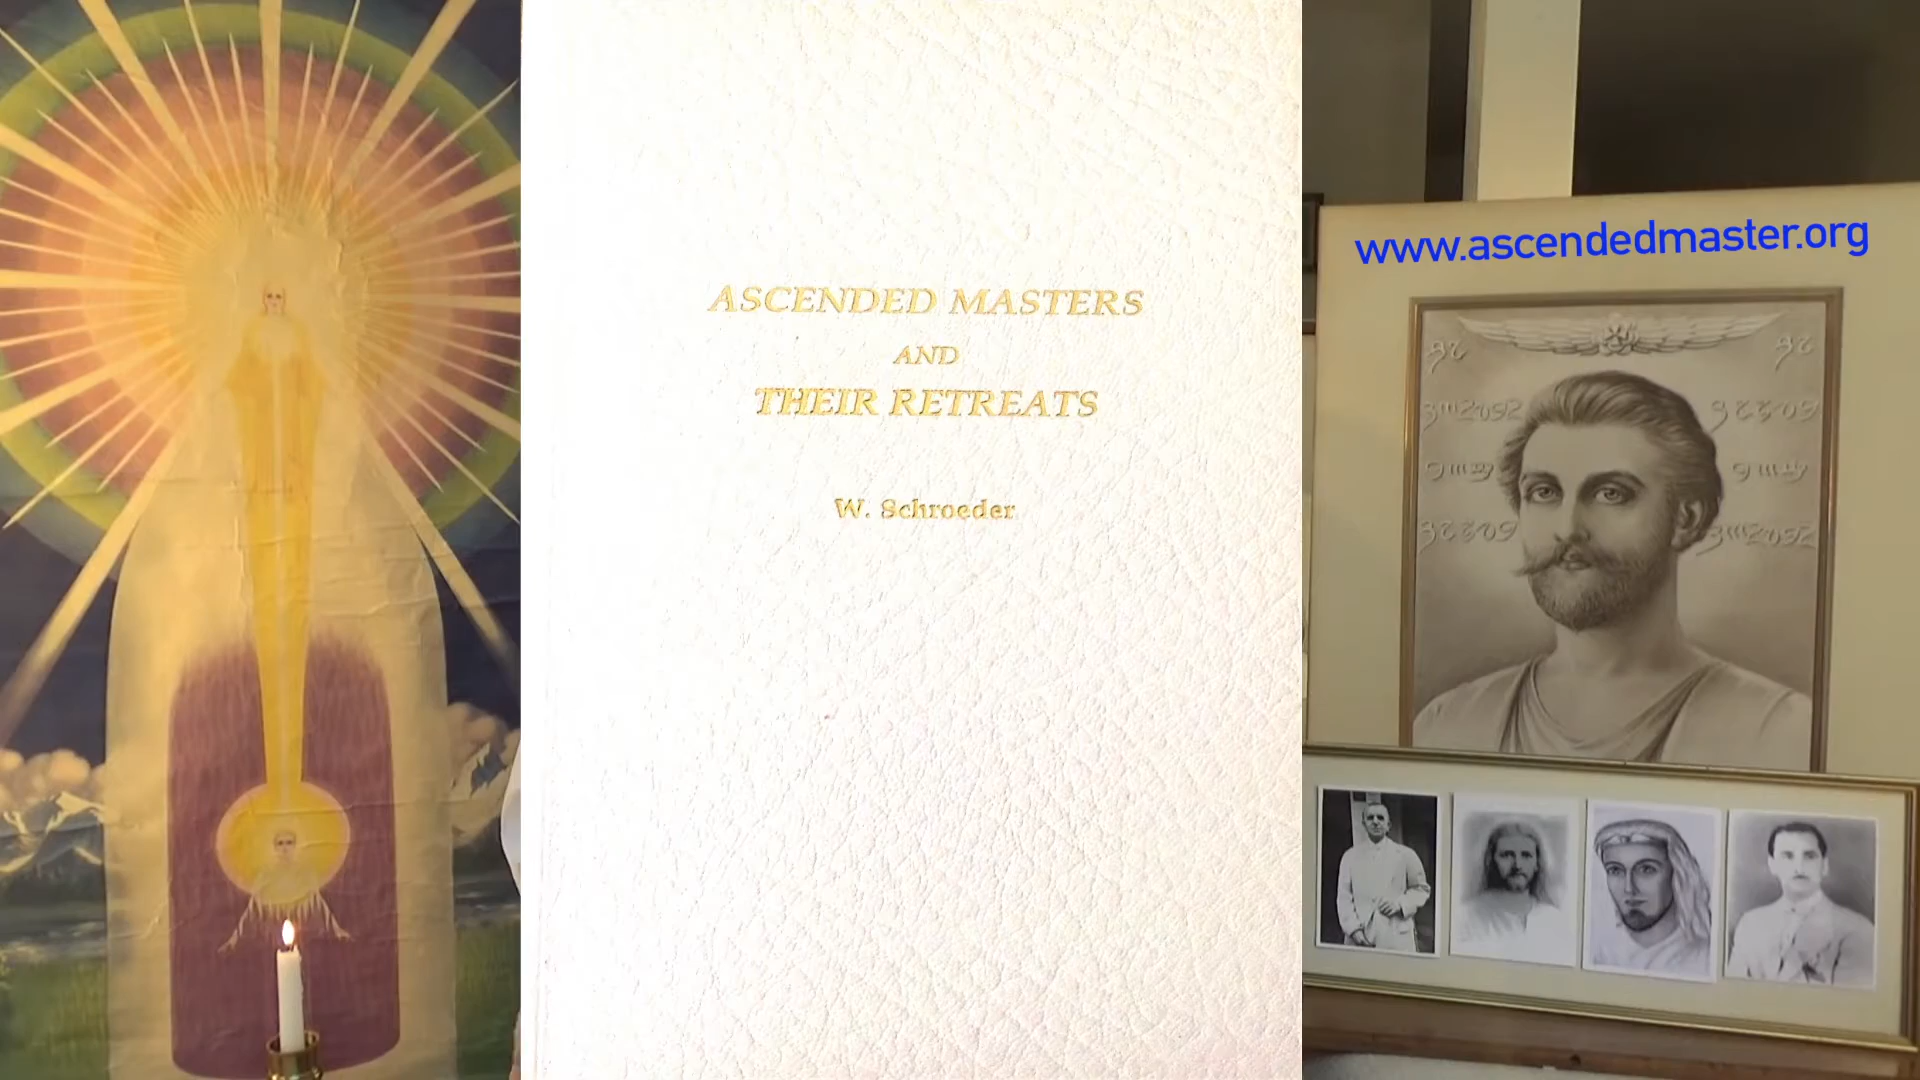 ASCENDED MASTERS
AND
THEIR RETREATS
W. Schroeder
www.ascendedmaster.org